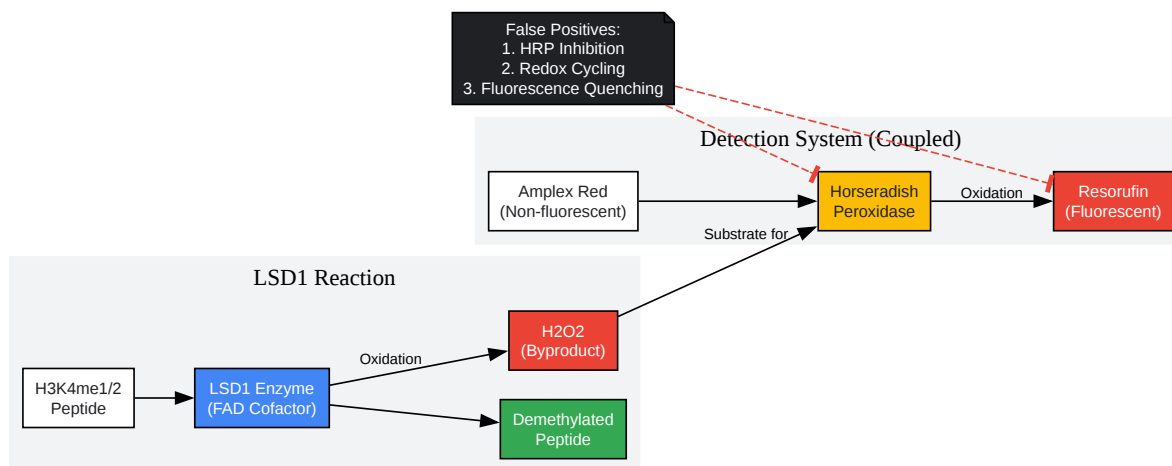 False Positives:
1. HRP Inhibition
2. Redox Cycling
3. Fluorescence Quenching
Detection System (Coupled)
Amplex Red
(Non-fluorescent)
Horseradish
Peroxidase
Oxidation
Resorufin
(Fluorescent)
Substrate for
LSD1 Reaction
H2O2
(Byproduct)
Oxidation
H3K4me1/2
Peptide
LSD1 Enzyme
(FAD Cofactor)
Demethylated
Peptide